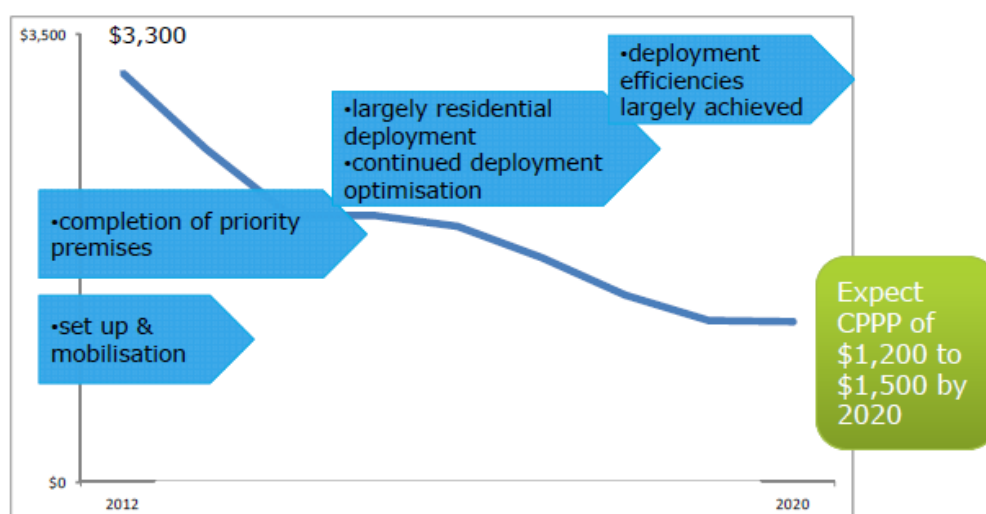 $3,500
$3,300
•deployment
efficiencies
largely achieved
•largely residential
deployment
•continued deployment
optimisation
•completion of priority
premises
•set up &
mobilisation
Expect
CPPP of
$1,200 to
$1,500 by
2020
$0
2012
2020